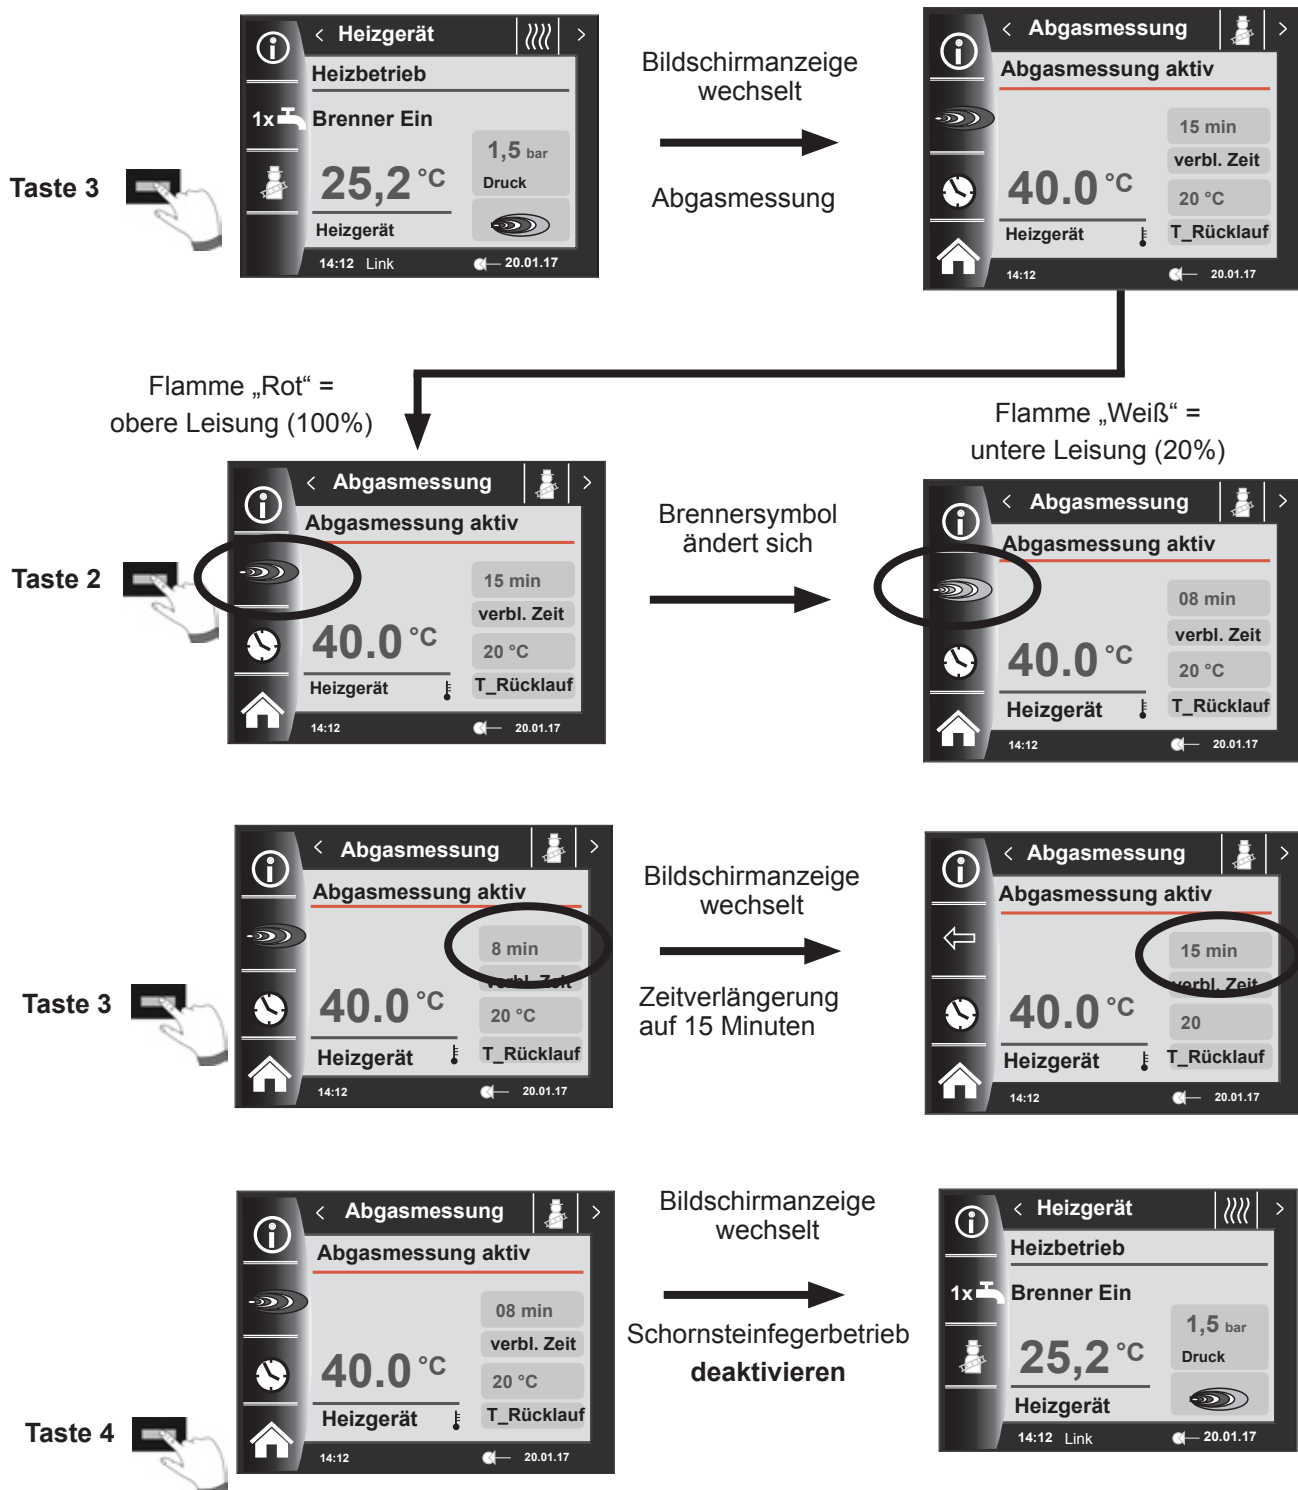 Taste 3
< Heizgerät >
Heizbetrieb
1x Brenner Ein
25,2 °C
1,5 bar
Druck
Heizgerät
14:12 Link 20.01.17
Bildschirmanzeige
wechselt
Abgasmessung
< Abgasmessung >
Abgasmessung aktiv
15 min
verbl. Zeit
40.0 °C
20 °C
Heizgerät T_Rücklauf
14:12 20.01.17
Flamme „Rot“ =
obere Leisung (100%)
Flamme „Weiß“ =
untere Leisung (20%)
Taste 2
< Abgasmessung >
Abgasmessung aktiv
15 min
verbl. Zeit
40.0 °C
20 °C
Heizgerät T_Rücklauf
14:12 20.01.17
Brennersymbol
ändert sich
< Abgasmessung >
Abgasmessung aktiv
08 min
verbl. Zeit
40.0 °C
20 °C
Heizgerät T_Rücklauf
14:12 20.01.17
Taste 3
< Abgasmessung >
Abgasmessung aktiv
8 min
verbl. Zeit
40.0 °C
20 °C
Heizgerät T_Rücklauf
14:12 20.01.17
Bildschirmanzeige
wechselt
Zeitverlängerung
auf 15 Minuten
< Abgasmessung >
Abgasmessung aktiv
15 min
verbl. Zeit
40.0 °C
20
Heizgerät T_Rücklauf
14:12 20.01.17
Taste 4
< Abgasmessung >
Abgasmessung aktiv
08 min
verbl. Zeit
40.0 °C
20 °C
Heizgerät T_Rücklauf
14:12 20.01.17
Bildschirmanzeige
wechselt
Schornsteinfegerbetrieb
deaktivieren
< Heizgerät >
Heizbetrieb
1x Brenner Ein
25,2 °C
1,5 bar
Druck
Heizgerät
14:12 Link 20.01.17